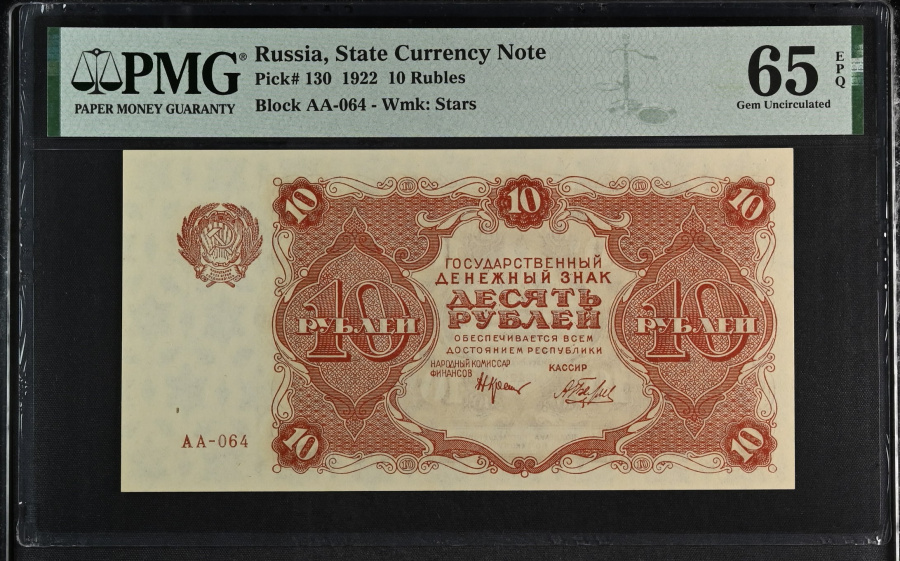 PMG®
PAPER MONEY GUARANTY
Russia, State Currency Note
Pick# 130 1922 10 Rubles
Block AA-064 - Wmk: Stars
65 EPQ
Gem Uncirculated
10 10 10
ГОСУДАРСТВЕННЫЙ
ДЕНЕЖНЫЙ ЗНАК
ДЕСЯТЬ
РУБЛЕЙ
10 РУБЛЕЙ
10 РУБЛЕЙ
ОБЕСПЕЧИВАЕТСЯ ВСЕМ
ДОСТОЯНИЕМ РЕСПУБЛИКИ
НАРОДНЫЙ КОМИССАР
ФИНАНСОВ
КАССИР
АА-064
10 10 10